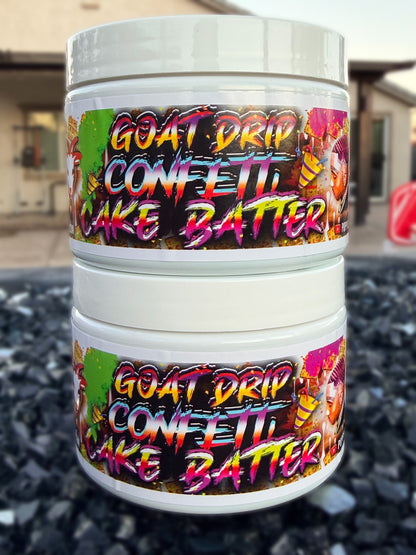 GOAT DRIP
CONFETTI
CAKE BATTER
GOAT DRIP
CONFETTI
CAKE BATTER